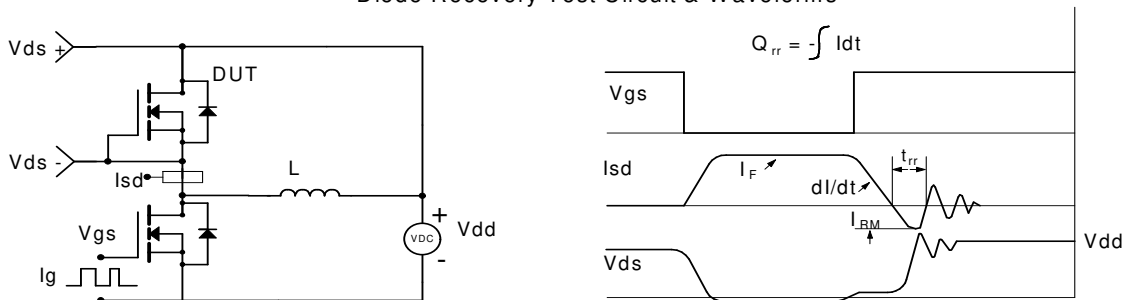 Diode Recovery Test Circuit & Waveforms
Vds +
DUT
Vds -
Isd
L
Vgs
+
VDC
-
Vdd
Ig
Q rr = - ∫ Idt
Vgs
Isd
I F
dI/dt
t rr
I RM
Vds
Vdd